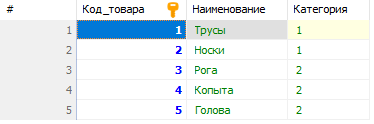 # Код_товара Наименование Категория
1 1 Трусы 1
2 2 Носки 1
3 3 Рога 2
4 4 Копыта 2
5 5 Голова 2